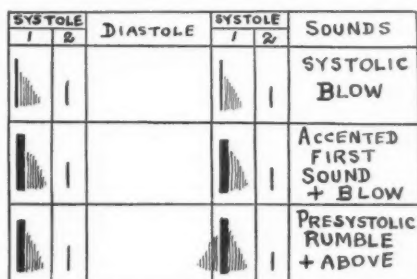 SYSTOLE DIASTOLE SYSTOLE SOUNDS
1 2 1 2
SYSTOLIC
BLOW
ACCENTED
FIRST
SOUND
+ BLOW
PRESYSTOLIC
RUMBLE
+ ABOVE